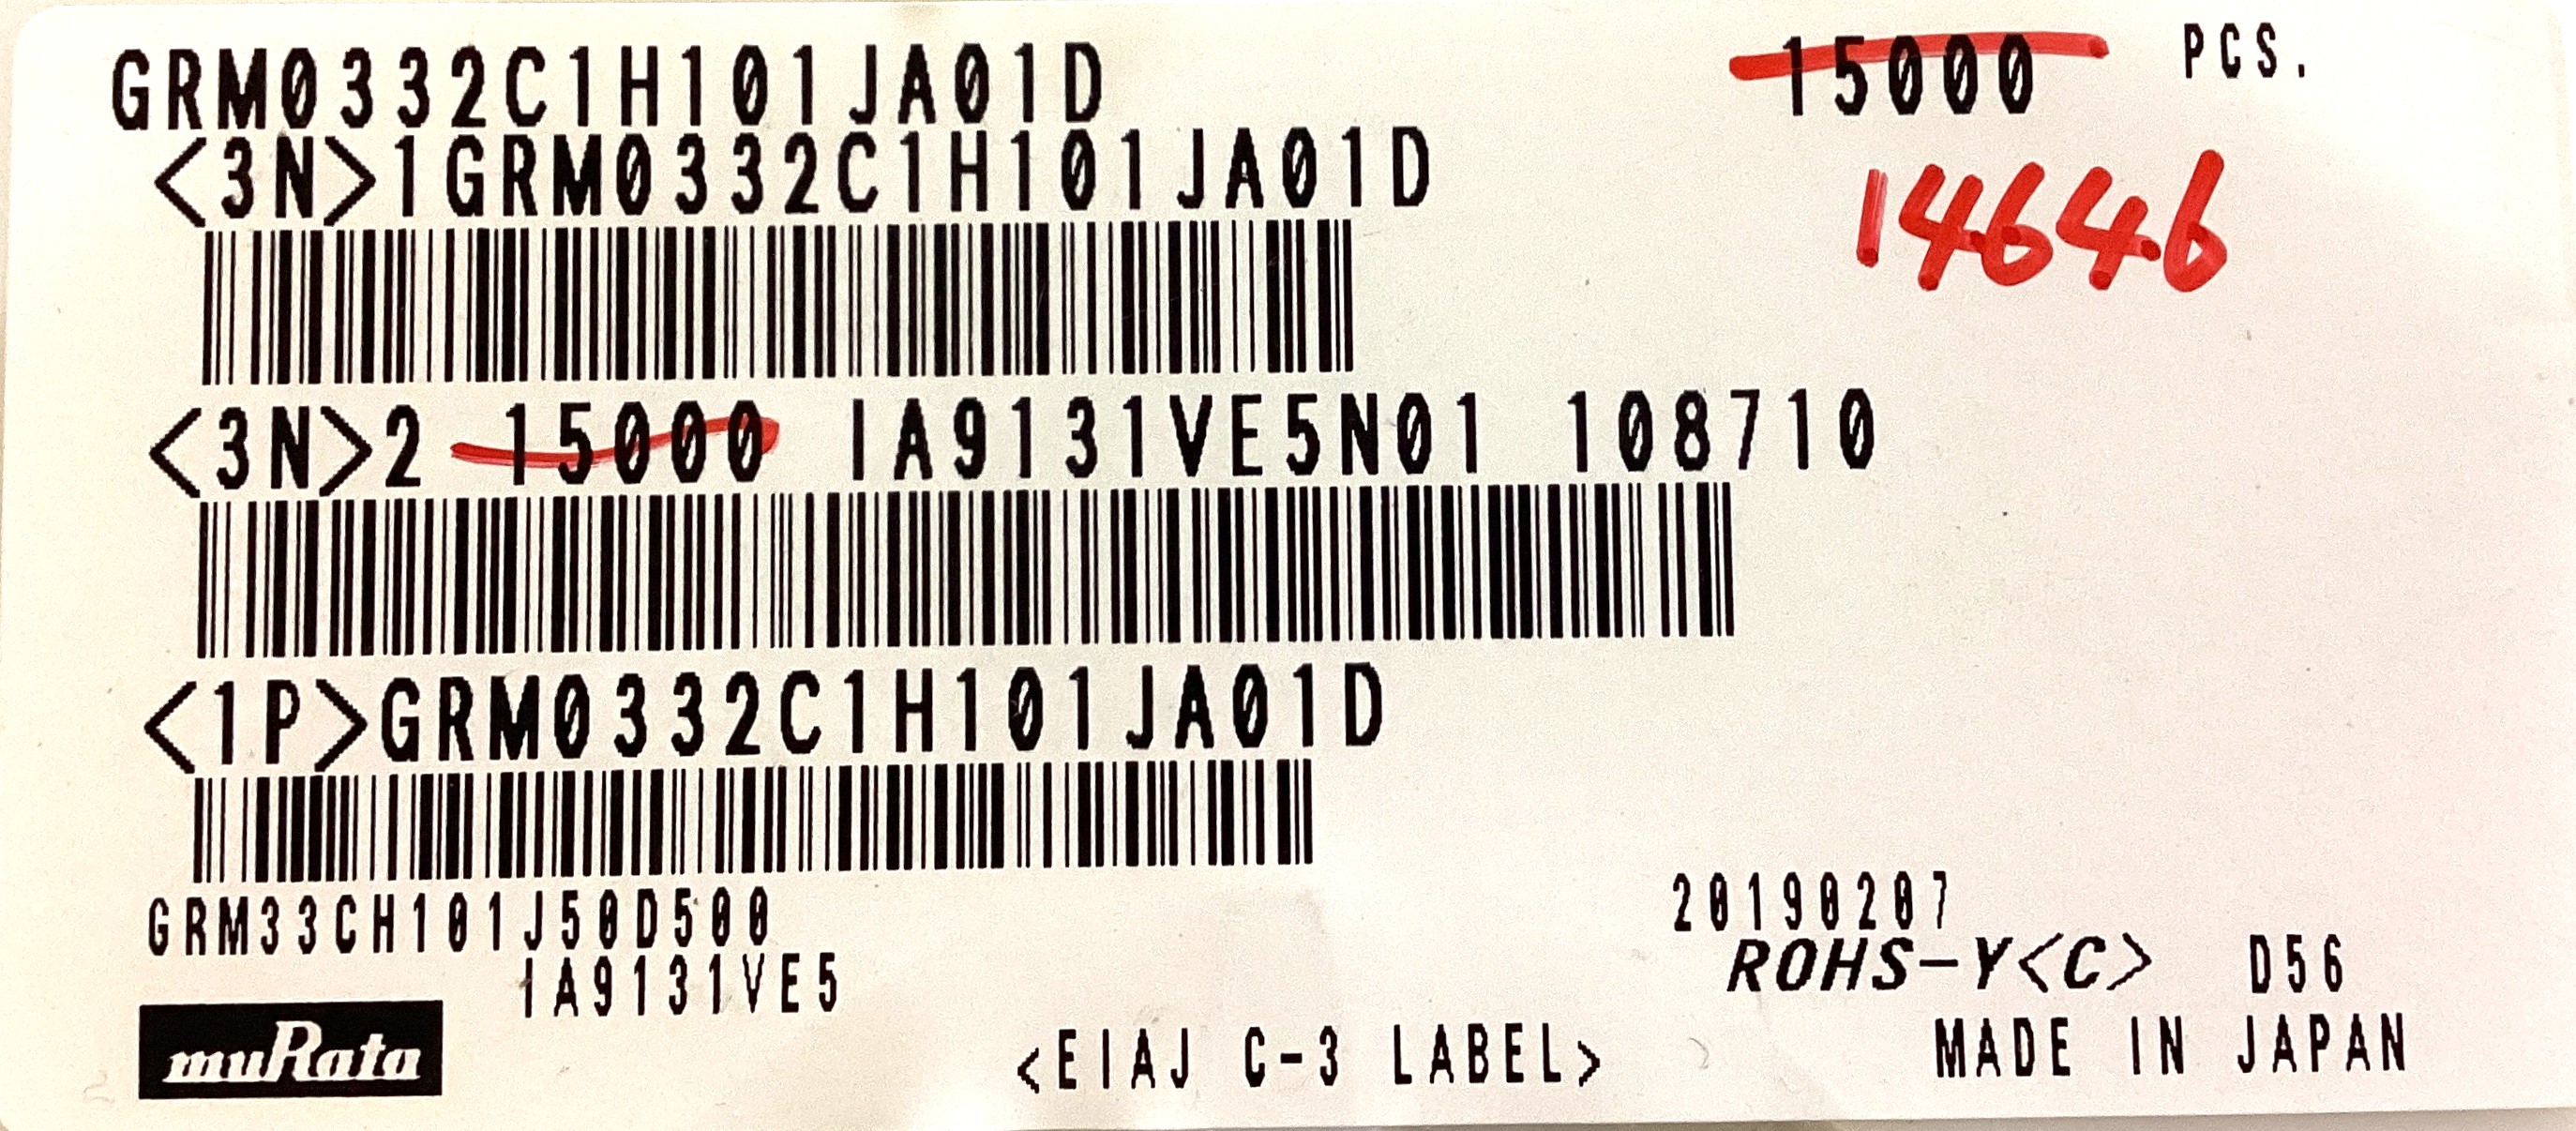 GRM0332C1H101JA01D 15000 PCS.
<3N>1GRM0332C1H101JA01D
14646
<3N>2 15000 IA9131VE5N01 108710
<1P>GRM0332C1H101JA01D
GRM33CH101J50D500 20190207
ROHS-Y<C> D56
IA9131VE5
muRata
<EIAJ C-3 LABEL> MADE IN JAPAN